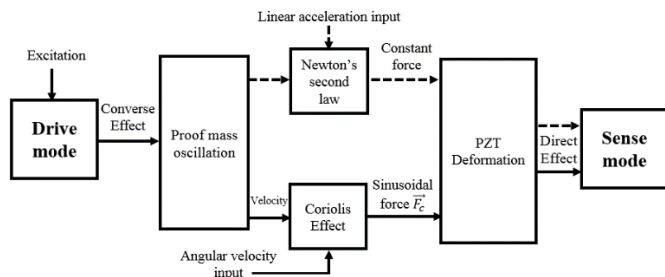 Linear acceleration input
Excitation
Newton's
second
law
Constant
force
Converse
Effect
Drive
mode
Proof mass
oscillation
PZT
Deformation
Direct
Effect
Sense
mode
Velocity
Coriolis
Effect
Sinusoidal
force F⃗c
Angular velocity
input